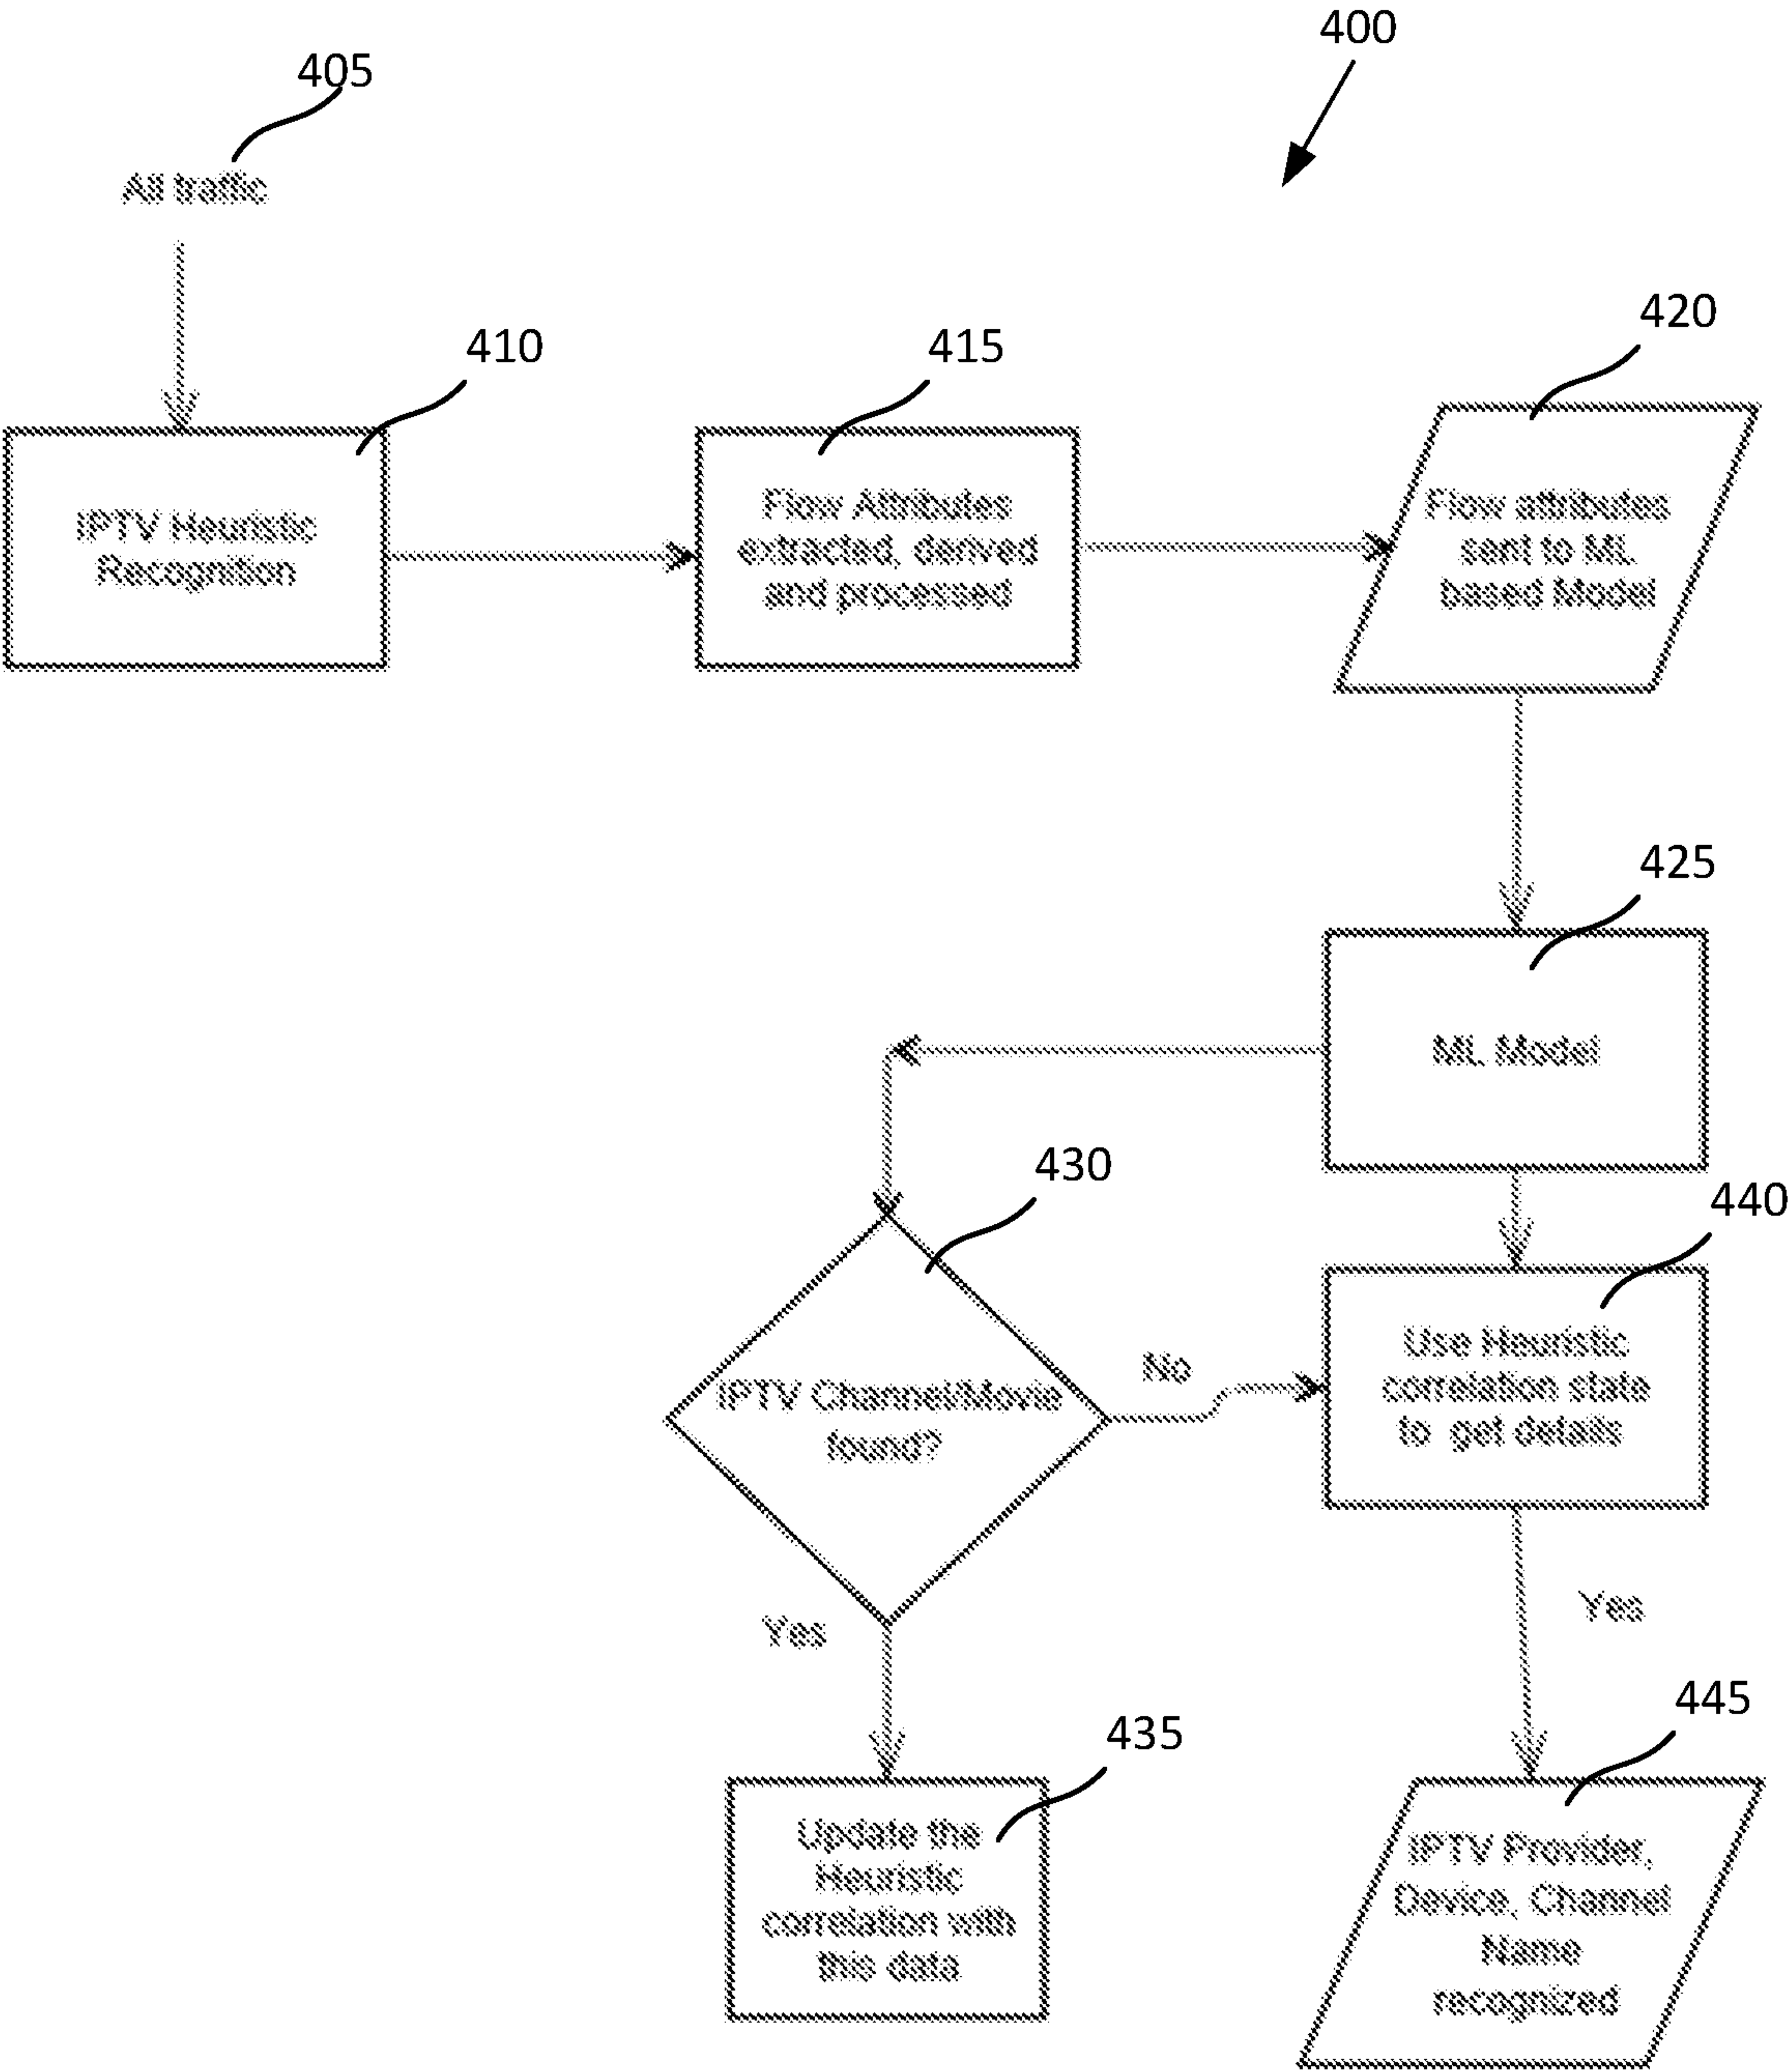 400
405
All traffic
410
415
420
IPTV Heuristic
Recognition
Flow Attributes
extracted, derived
and processed
Flow attributes
sent to ML
based Model
425
ML Model
430
440
IPTV Channel/Movie
found?
No
Use Heuristic
correlation state
to get details
Yes
Yes
435
445
Update the
Heuristic
correlation with
this data
IPTV Provider,
Device, Channel
Name
recognized